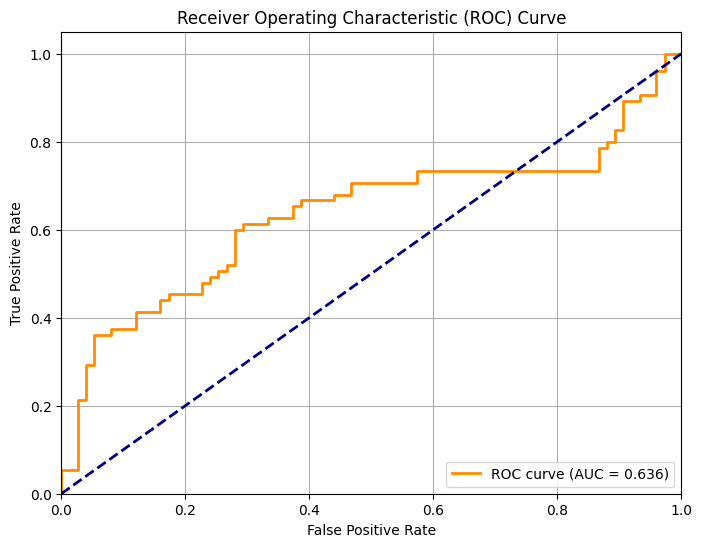 Receiver Operating Characteristic (ROC) Curve
True Positive Rate
1.0
0.8
0.6
0.4
0.2
0.0
ROC curve (AUC = 0.636)
0.0 0.2 0.4 0.6 0.8 1.0
False Positive Rate